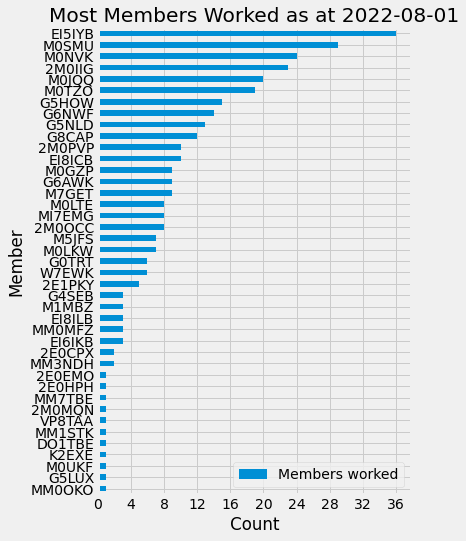 Most Members Worked as at 2022-08-01
EI5IYB
M0SMU
M0NVK
2M0IIG
M0JQQ
M0TZO
G5HOW
G6NWF
G5NLD
G8CAP
2M0PVP
EI8ICB
M0GZP
G6AWK
M7GET
M0LTE
MI7EMG
2M0OCC
M5JFS
M0LKW
G0TRT
W7EWK
2E1PKY
G4SEB
M1MBZ
EI8ILB
MM0MFZ
EI6IKB
2E0CPX
MM3NDH
2E0EMO
2E0HPH
MM7TBE
2M0MQN
VP8TAA
MM1STK
DO1TBE
K2EXE
M0UKF
G5LUX
MM0OKO
Member
Members worked
0 4 8 12 16 20 24 28 32 36
Count